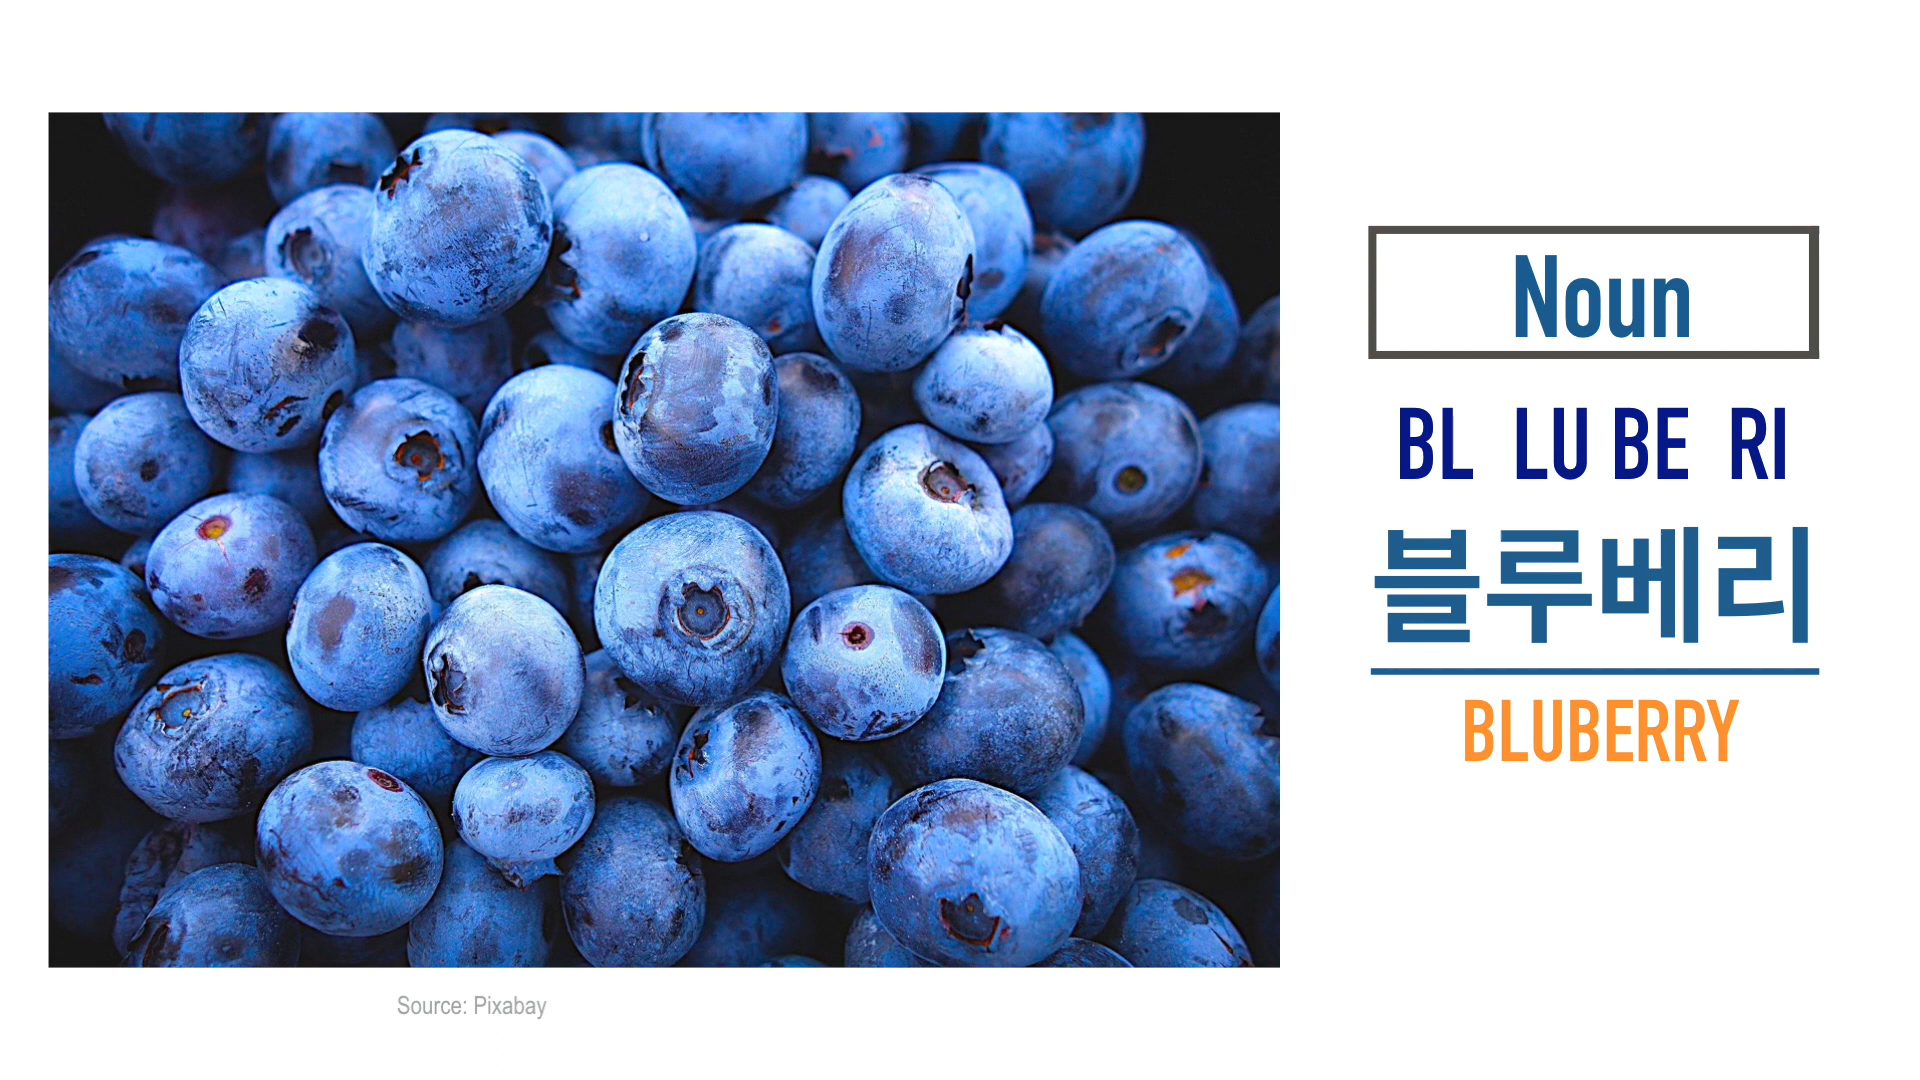 Noun
BL LU BE RI
블루베리
BLUBERRY
Source: Pixabay